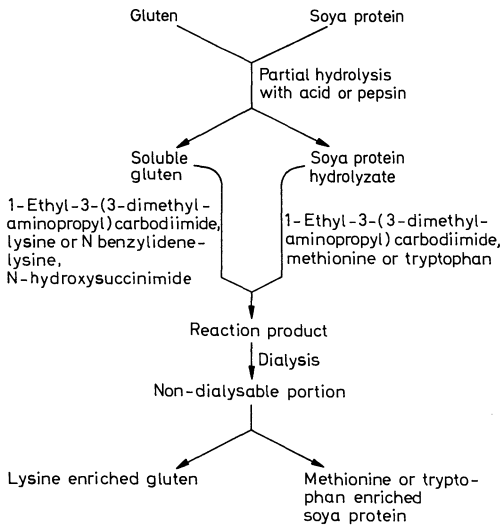 Gluten
Soya protein
Partial hydrolysis
with acid or pepsin
Soluble
gluten
Soya protein
hydrolyzate
1-Ethyl-3-(3-dimethyl-
aminopropyl) carbodiimide,
lysine or N benzylidene-
lysine,
N-hydroxysuccinimide
1-Ethyl-3-(3-dimethyl-
aminopropyl) carbodiimide,
methionine or tryptophan
Reaction product
Dialysis
Non-dialysable portion
Lysine enriched gluten
Methionine or trypto-
phan enriched
soya protein